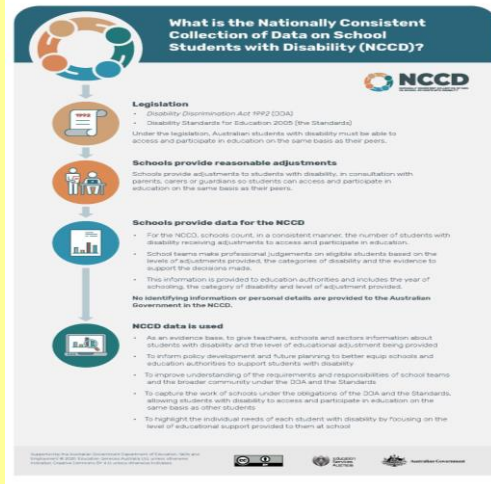 What is the Nationally Consistent
Collection of Data on School
Students with Disability (NCCD)?
NCCD
Legislation
1992
• Disability Discrimination Act 1992 (DDA)
• Disability Standards for Education 2005 (the Standards)
Under the legislation, Australian students with disability must be able to
access and participate in education on the same basis as their peers.
Schools provide reasonable adjustments
Schools provide adjustments to students with disability, in consultation with
parents, carers or guardians so students can access and participate in
education on the same basis as their peers.
Schools provide data for the NCCD
• For the NCCD, schools count, in a consistent manner, the number of students with
disability receiving adjustments to access and participate in education.
• School teams make professional judgements on eligible students based on the
levels of adjustments provided, the categories of disability and the evidence to
support the decisions made.
• This information is provided to education authorities and includes the year of
schooling, the category of disability and level of adjustment provided.
No identifying information or personal details are provided to the Australian
Government in the NCCD.
NCCD data is used
• As an evidence base, to give teachers, schools and sectors information about
students with disability and the level of educational adjustment being provided
• To inform policy development and future planning to better equip schools and
education authorities to support students with disability
• To improve understanding of the requirements and responsibilities of school teams
and the broader community under the DDA and the Standards
• To capture the work of schools under the obligations of the DDA and the Standards,
allowing students with disability to access and participate in education on the
same basis as other students
• To highlight the individual needs of each student with disability by focusing on the
level of educational support provided to them at school
Education
Services
Australia
Australian Government